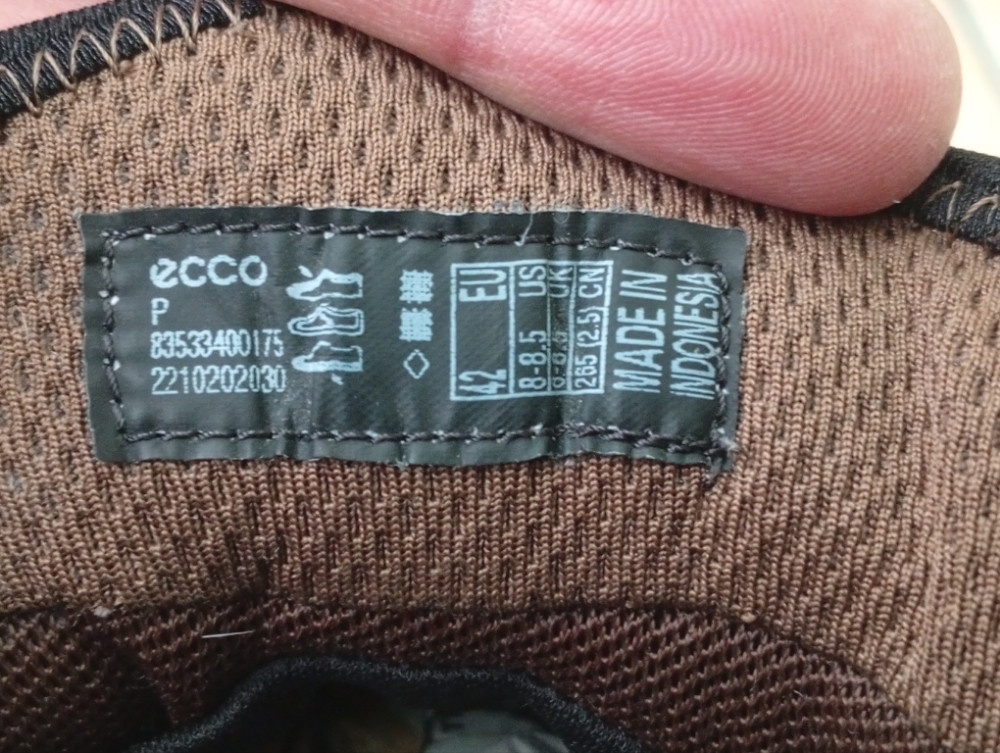 ecco
P
83533400175
2210202030
EU 42
US 8-8.5
UK
CN 265 (2.5)
MADE IN
INDONESIA